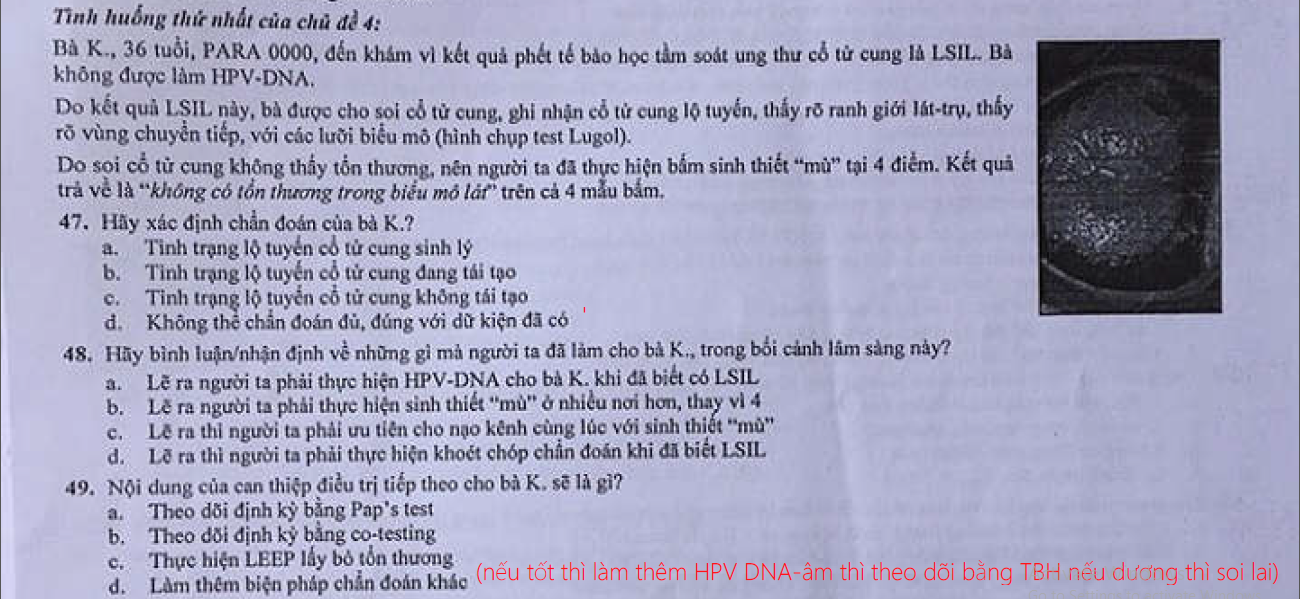 Tình huống thứ nhất của chủ đề 4:
Bà K., 36 tuổi, PARA 0000, đến khám vì kết quả phết tế bào học tầm soát ung thư cổ tử cung là LSIL. Bà
không được làm HPV-DNA.
Do kết quả LSIL này, bà được cho soi cổ tử cung, ghi nhận cổ tử cung lộ tuyến, thấy rõ ranh giới lát-trụ, thấy
rõ vùng chuyển tiếp, với các lưỡi biểu mô (hình chụp test Lugol).
Do soi cổ tử cung không thấy tổn thương, nên người ta đã thực hiện bấm sinh thiết "mù" tại 4 điểm. Kết quả
trả về là "không có tổn thương trong biểu mô lát" trên cả 4 mẫu bấm.
47. Hãy xác định chẩn đoán của bà K.?
a. Tình trạng lộ tuyến cổ tử cung sinh lý
b. Tình trạng lộ tuyến cổ tử cung đang tái tạo
c. Tình trạng lộ tuyến cổ tử cung không tái tạo
d. Không thể chẩn đoán đủ, đúng với dữ kiện đã có
48. Hãy bình luận/nhận định về những gì mà người ta đã làm cho bà K., trong bối cảnh lâm sàng này?
a. Lẽ ra người ta phải thực hiện HPV-DNA cho bà K. khi đã biết có LSIL
b. Lẽ ra người ta phải thực hiện sinh thiết "mù" ở nhiều nơi hơn, thay vì 4
c. Lẽ ra thì người ta phải ưu tiên cho nạo kênh cùng lúc với sinh thiết "mù"
d. Lẽ ra thì người ta phải thực hiện khoét chóp chẩn đoán khi đã biết LSIL
49. Nội dung của can thiệp điều trị tiếp theo cho bà K. sẽ là gì?
a. Theo dõi định kỳ bằng Pap's test
b. Theo dõi định kỳ bằng co-testing
c. Thực hiện LEEP lấy bỏ tổn thương
d. Làm thêm biện pháp chẩn đoán khác (nếu tốt thì làm thêm HPV DNA-âm thì theo dõi bằng TBH nếu dương thì soi lại)